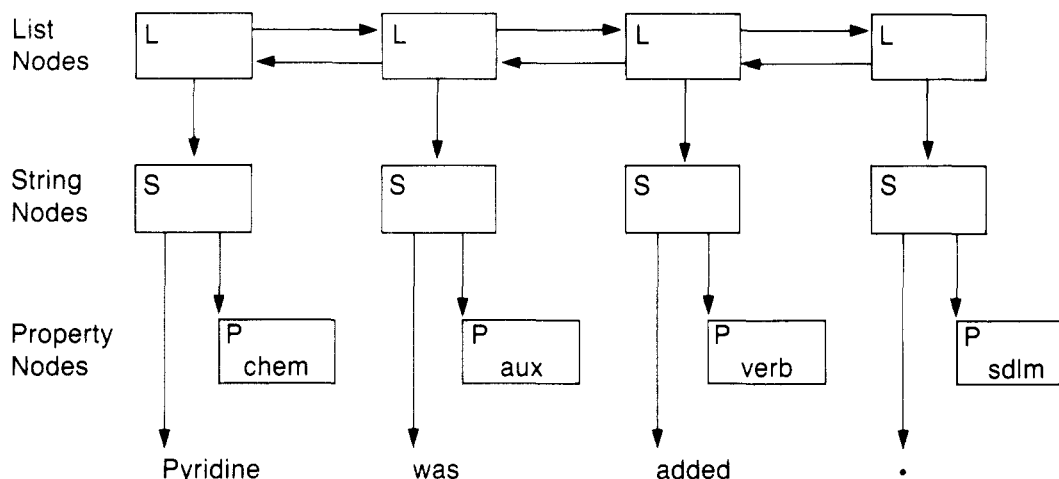 List
Nodes
L L L L
String
Nodes
S S S S
Property
Nodes
P P P P
chem aux verb sdlm
Pyridine was added .